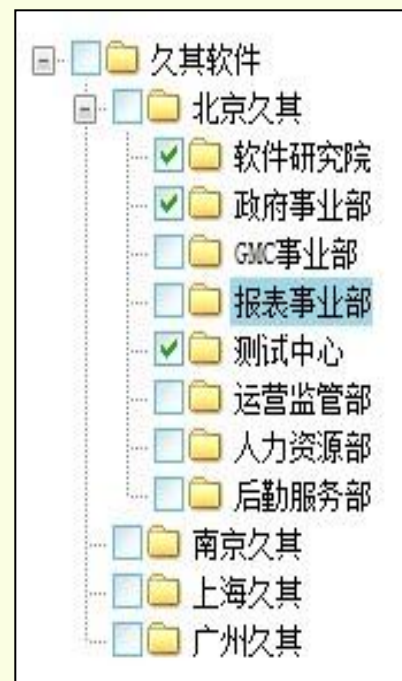 久其软件
北京久其
软件研究院
政府事业部
GMC事业部
报表事业部
测试中心
运营监管部
人力资源部
后勤服务部
南京久其
上海久其
广州久其